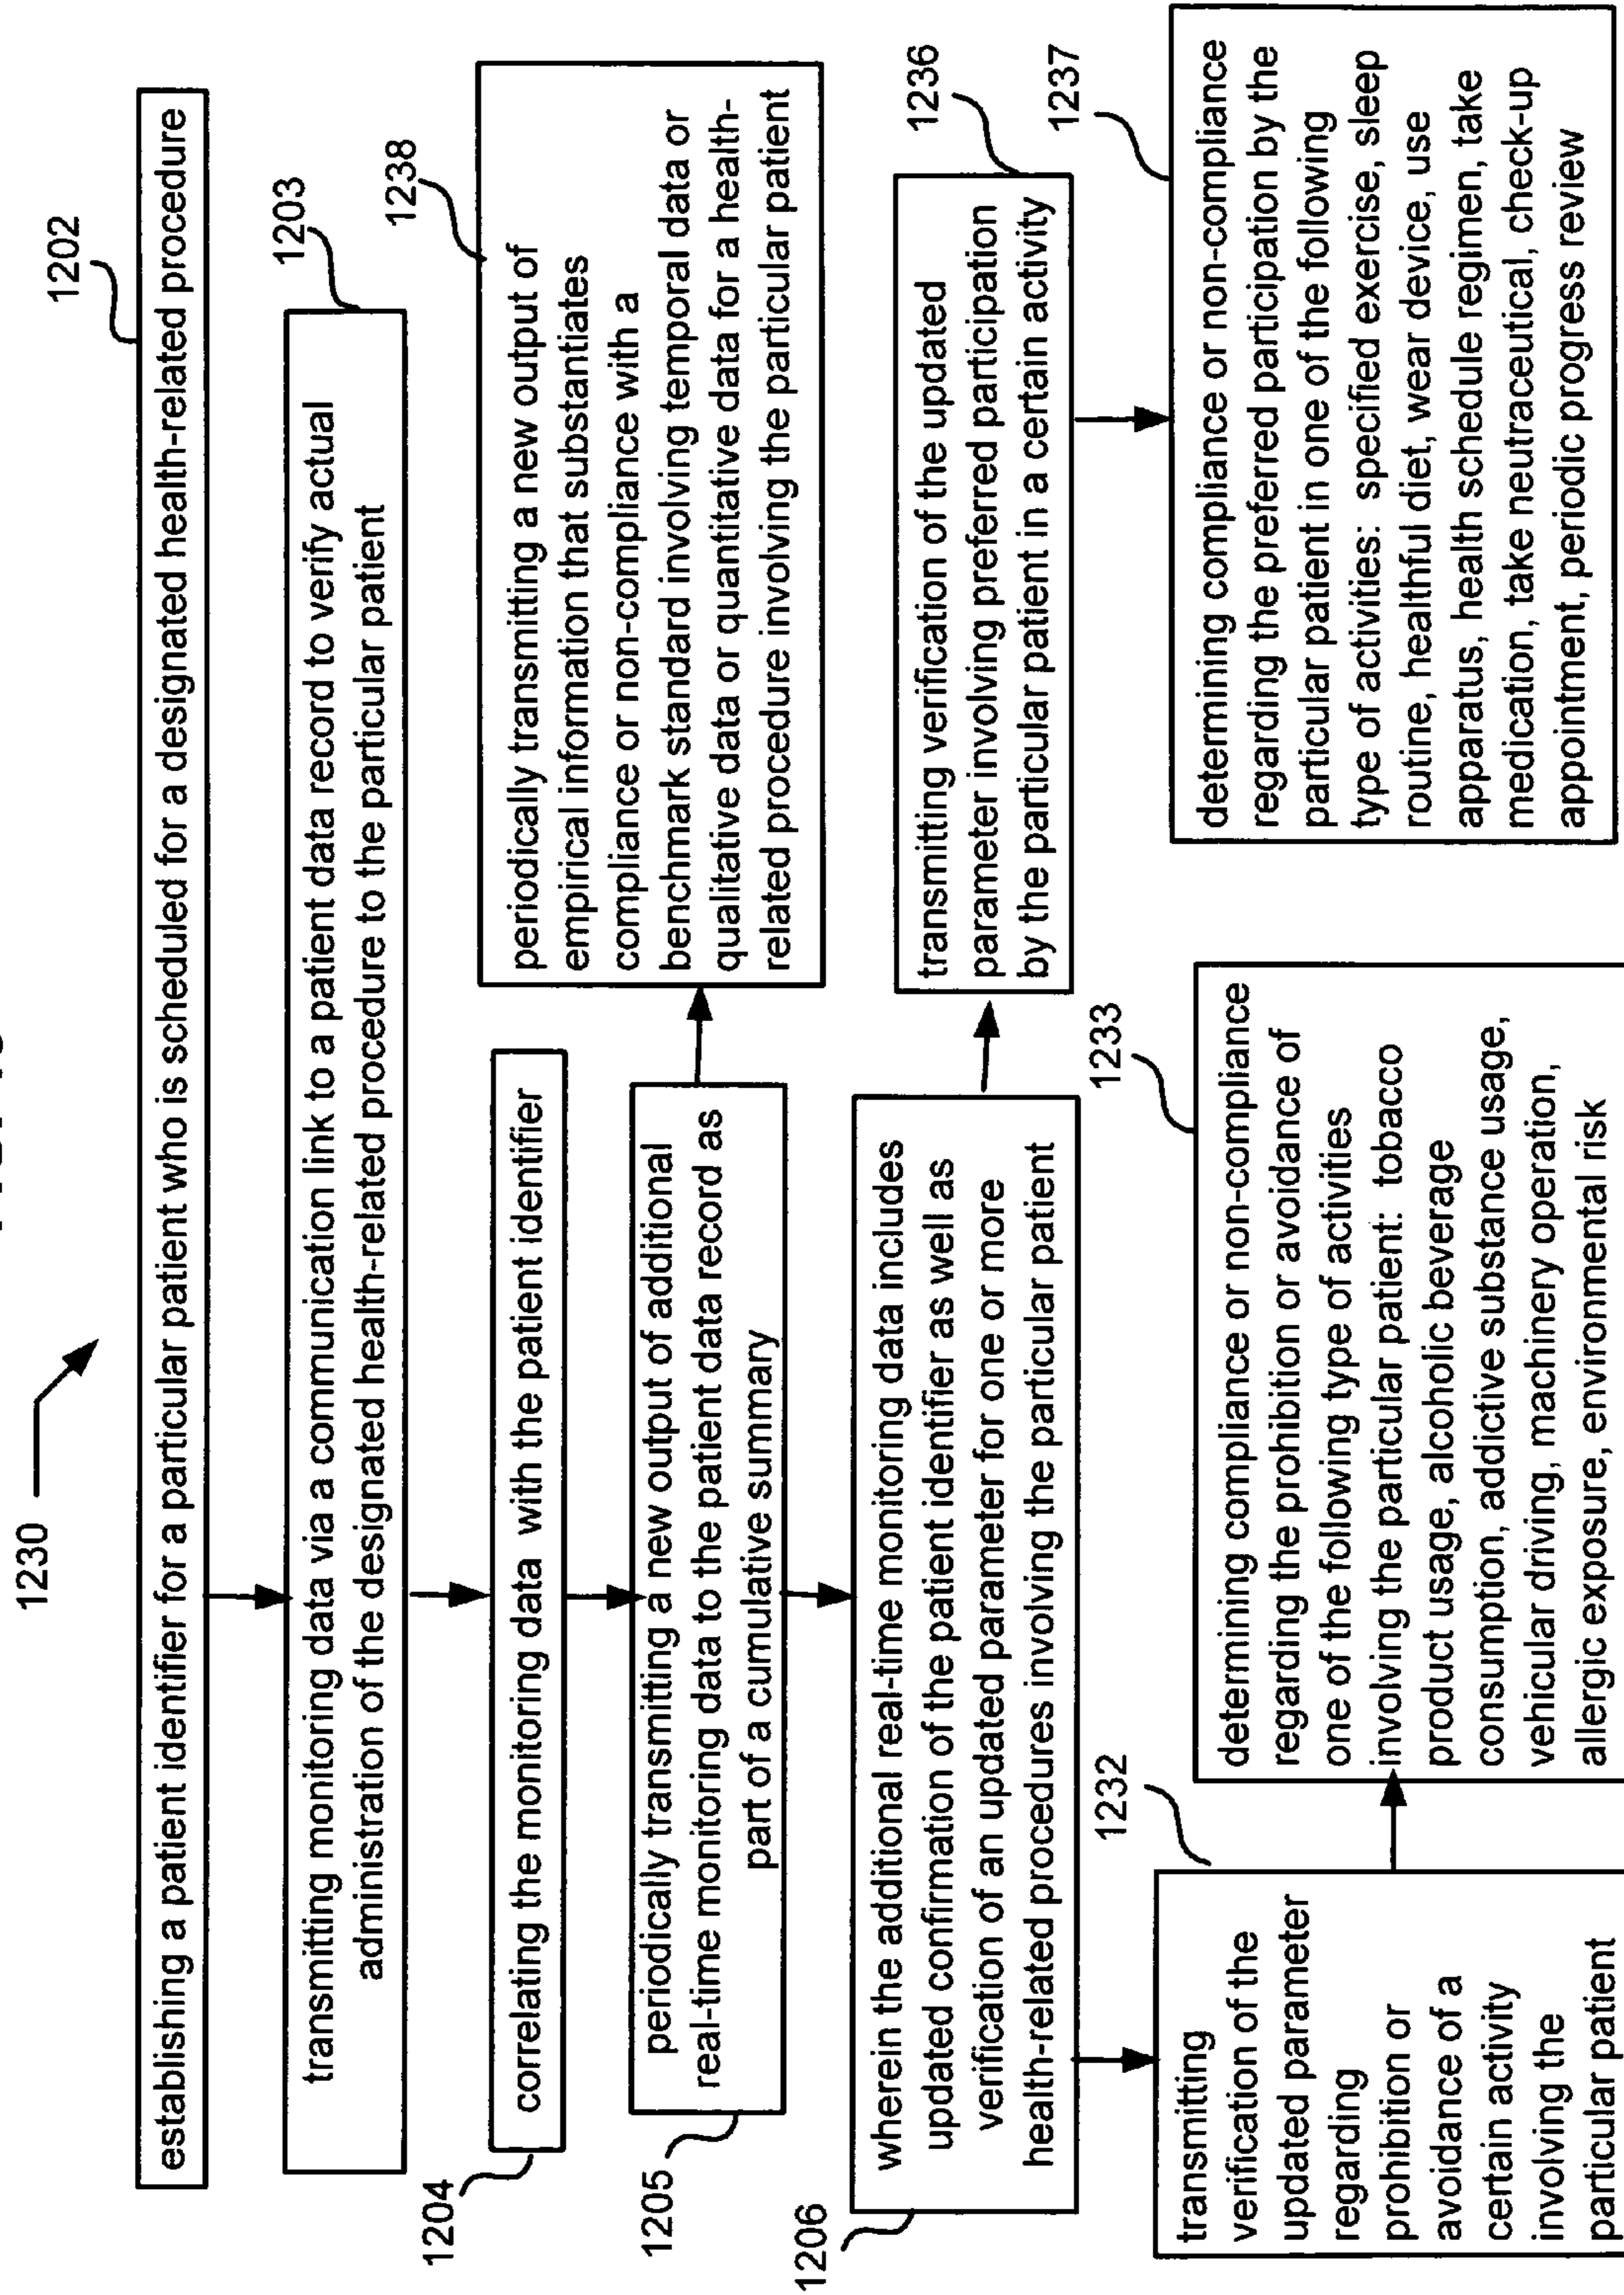 1230
1202
establishing a patient identifier for a particular patient who is scheduled for a designated health-related procedure
1203
transmitting monitoring data via a communication link to a patient data record to verify actual
administration of the designated health-related procedure to the particular patient
1204
correlating the monitoring data with the patient identifier
1238
periodically transmitting a new output of
empirical information that substantiates
compliance or non-compliance with a
benchmark standard involving temporal data or
qualitative data or quantitative data for a health-
related procedure involving the particular patient
1205
periodically transmitting a new output of additional
real-time monitoring data to the patient data record as
part of a cumulative summary
1206
wherein the additional real-time monitoring data includes
updated confirmation of the patient identifier as well as
verification of an updated parameter for one or more
health-related procedures involving the particular patient
1236
transmitting verification of the updated
parameter involving preferred participation
by the particular patient in a certain activity
1232
transmitting
verification of the
updated parameter
regarding
prohibition or
avoidance of a
certain activity
involving the
particular patient
1233
determining compliance or non-compliance
regarding the prohibition or avoidance of
one of the following type of activities
involving the particular patient: tobacco
product usage, alcoholic beverage
consumption, addictive substance usage,
vehicular driving, machinery operation,
allergic exposure, environmental risk
1237
determining compliance or non-compliance
regarding the preferred participation by the
particular patient in one of the following
type of activities: specified exercise, sleep
routine, healthful diet, wear device, use
apparatus, health schedule regimen, take
medication, take neutraceutical, check-up
appointment, periodic progress review